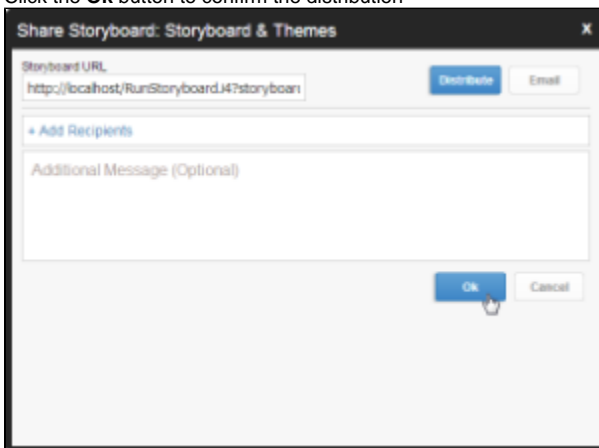 Click the Ok button to confirm the distribution
Share Storyboard: Storyboard & Themes x
Storyboard URL
http://localhost/RunStoryboard.i4?storyboar
Distribute Email
+ Add Recipients
Additional Message (Optional)
Ok Cancel